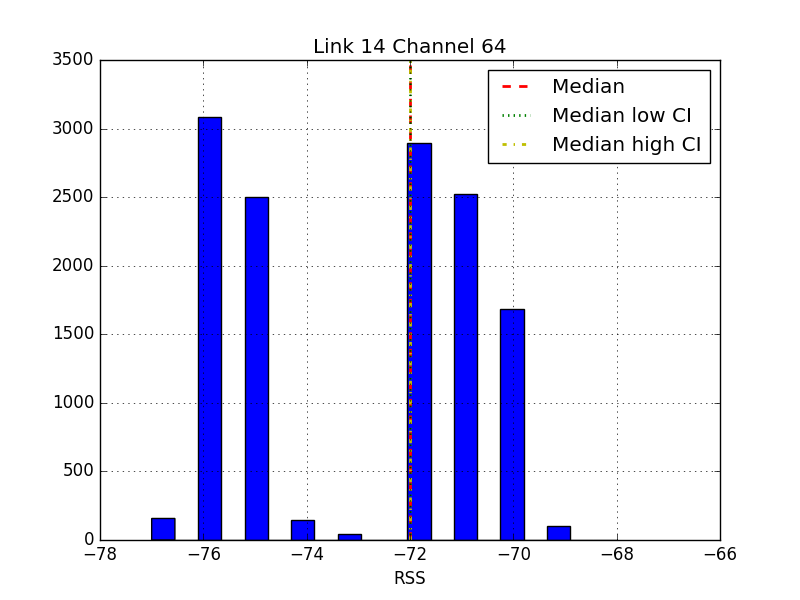 Link 14 Channel 64
3500
3000
2500
2000
1500
1000
500
0
Median
Median low CI
Median high CI
−78 −76 −74 −72 −70 −68 −66
RSS